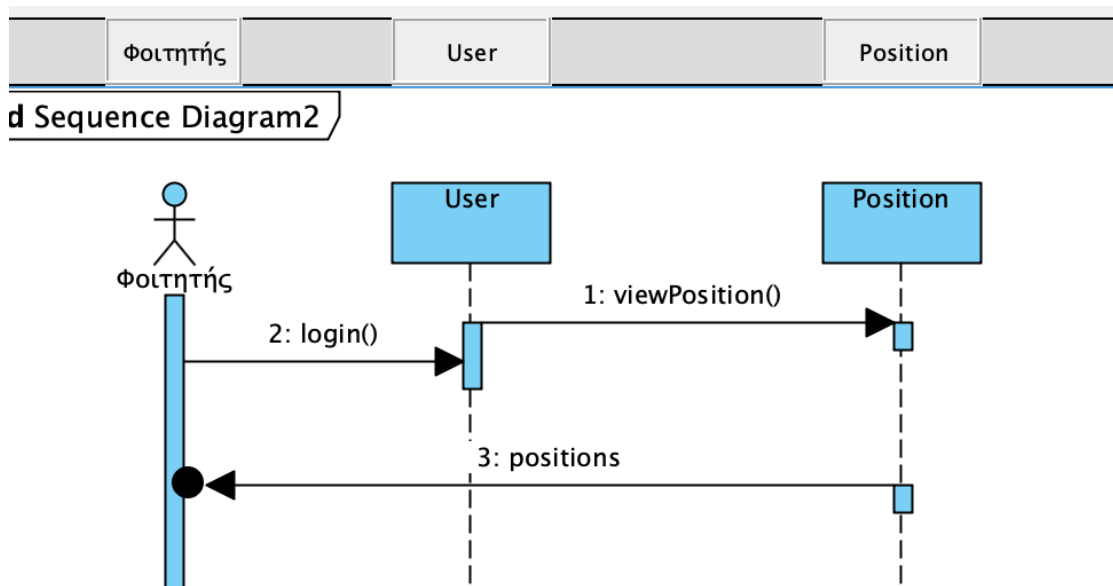 Φοιτητής User Position
d Sequence Diagram2
User Position
Φοιτητής
1: viewPosition()
2: login()
3: positions